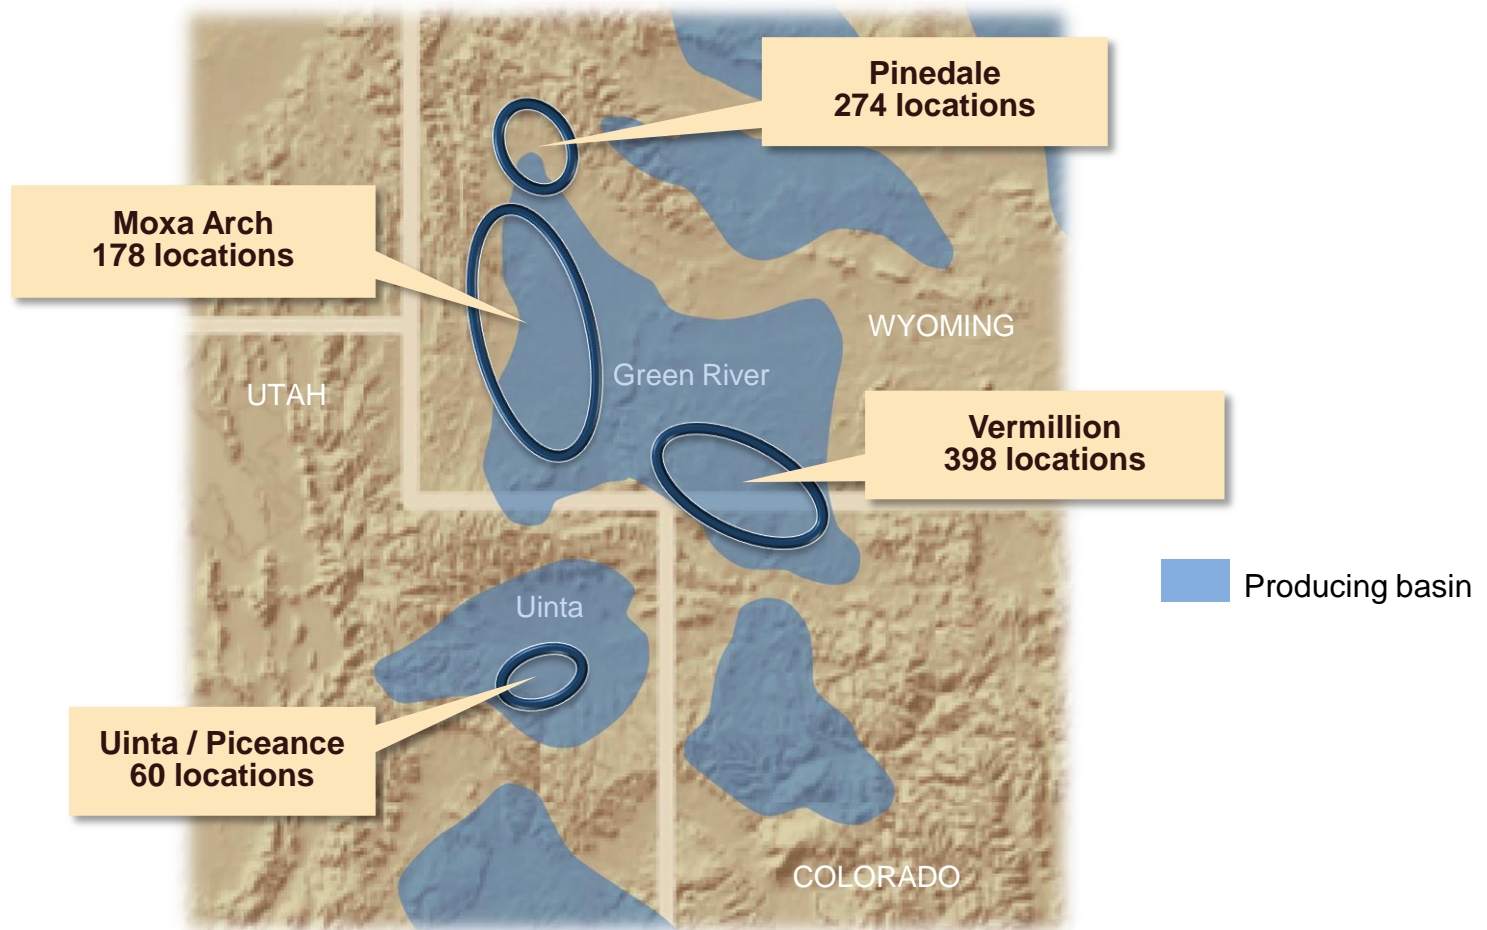 Pinedale
274 locations
Moxa Arch
178 locations
WYOMING
Green River
UTAH
Vermillion
398 locations
Producing basin
Uinta
Uinta / Piceance
60 locations
COLORADO